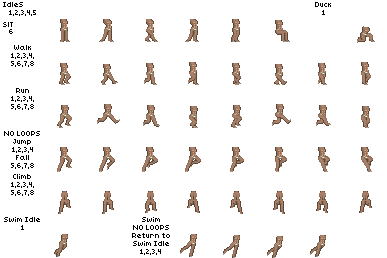 IdleS
1,2,3,4,5
Duck
1
SIT
6
Walk
1,2,3,4,
5,6,7,8
Run
1,2,3,4,
5,6,7,8
NO LOOPS
Jump
1,2,3,4
Fall
5,6,7,8
Climb
1,2,3,4,
5,6,7,8
Swim Idle
1
Swim
NO LOOPS
Return to
Swim Idle
1,2,3,4